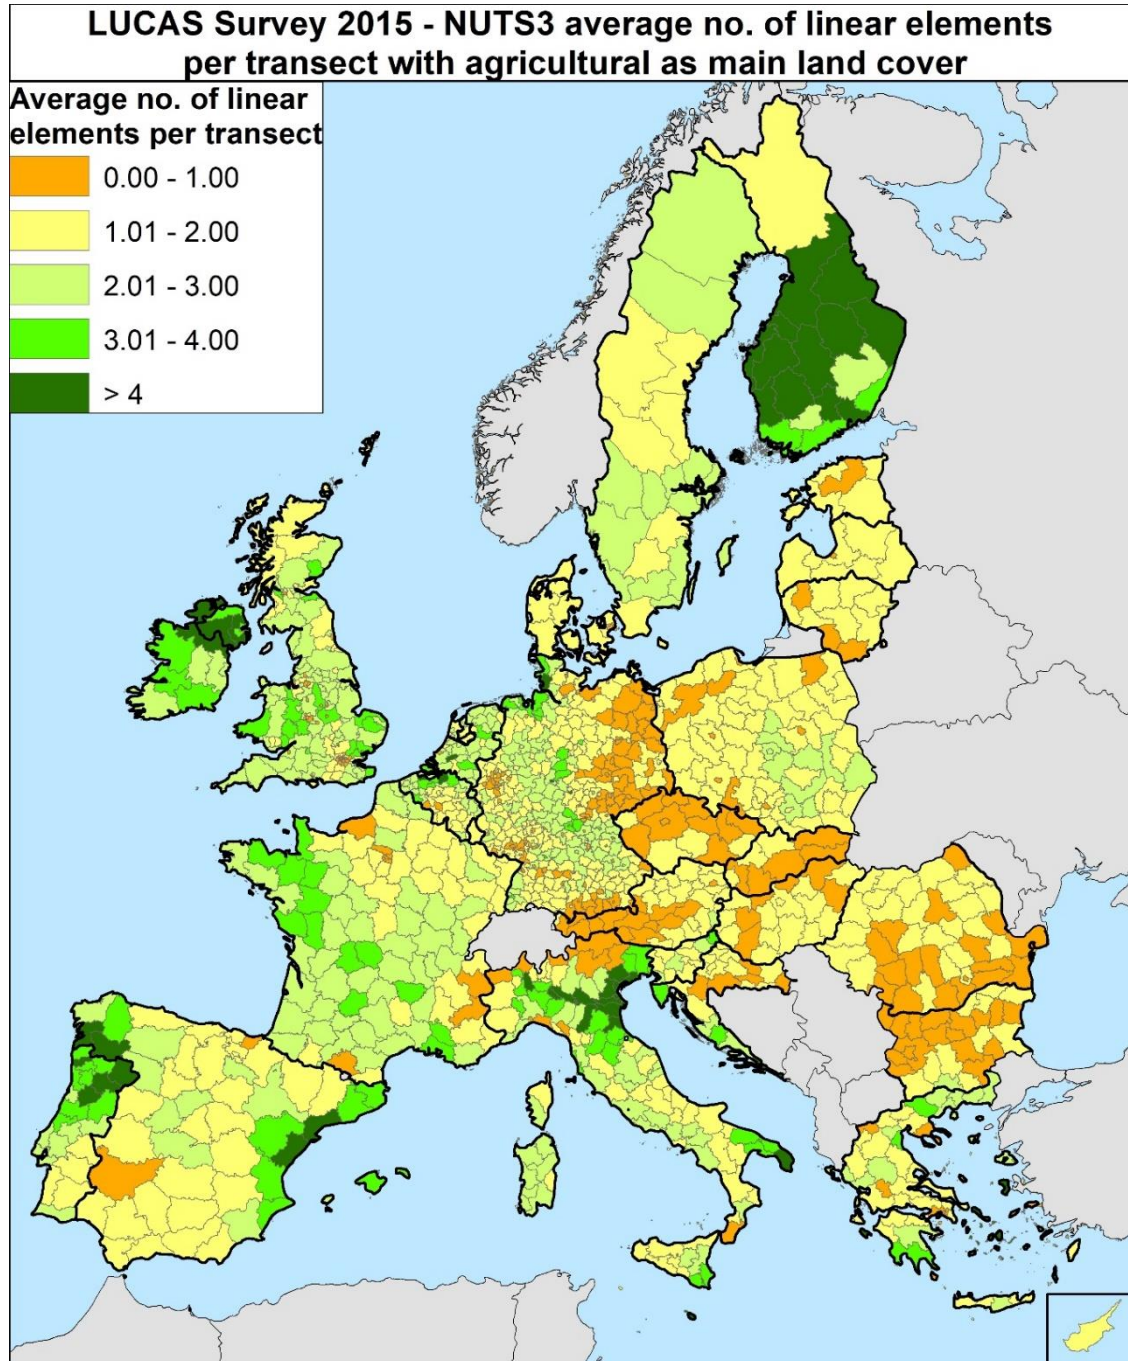 LUCAS Survey 2015 - NUTS3 average no. of linear elements
per transect with agricultural as main land cover
Average no. of linear
elements per transect
0.00 - 1.00
1.01 - 2.00
2.01 - 3.00
3.01 - 4.00
> 4